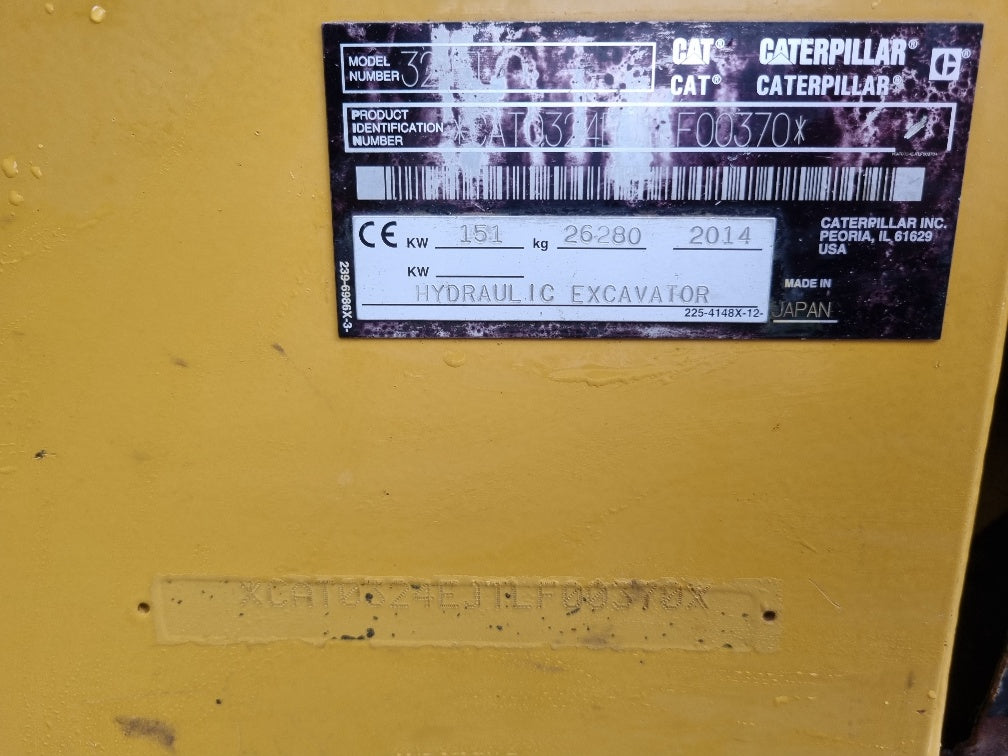 MODEL NUMBER
CAT® CATERPILLAR®
CAT® CATERPILLAR®
PRODUCT IDENTIFICATION NUMBER
CE KW 151 kg 26280 2014
KW
HYDRAULIC EXCAVATOR
225-4148X-12-
239-6986X-3-
CATERPILLAR INC.
PEORIA, IL 61629
USA
MADE IN
JAPAN
XCAT0324EJTLF00370X